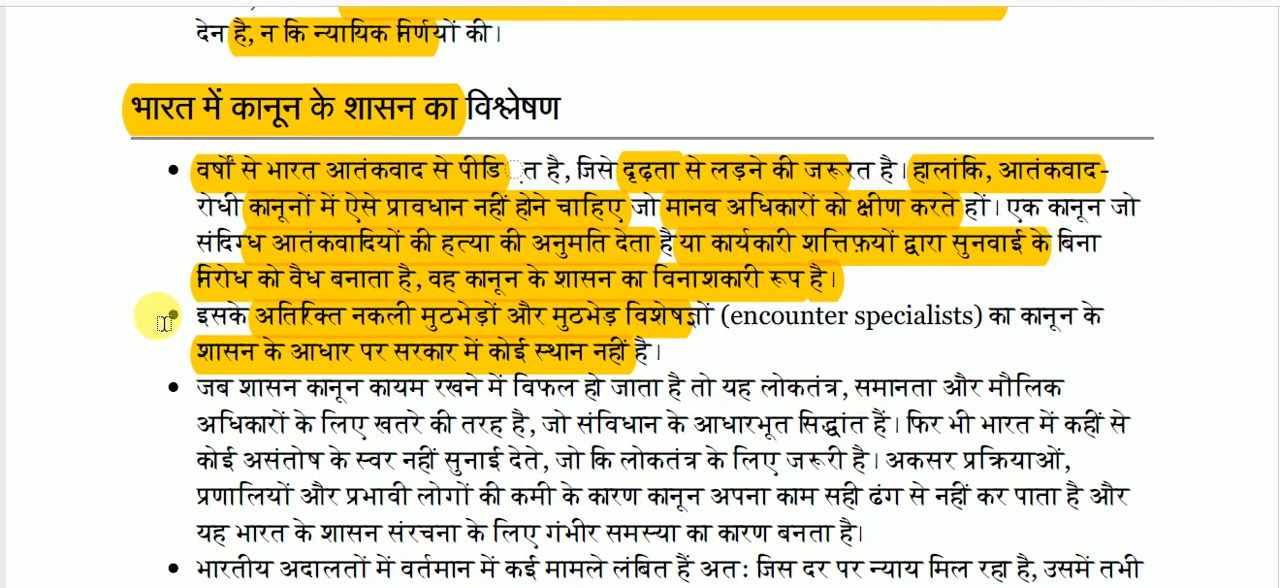 देन है, न कि न्यायिक निर्णयों की।
भारत में कानून के शासन का विश्लेषण
• वर्षों से भारत आतंकवाद से पीडि़त है, जिसे दृढ़ता से लड़ने की जरूरत है। हालांकि, आतंकवाद-
रोधी कानूनों में ऐसे प्रावधान नहीं होने चाहिए जो मानव अधिकारों को क्षीण करते हों। एक कानून जो
संदिग्ध आतंकवादियों की हत्या की अनुमति देता है या कार्यकारी शत्तिफ़यों द्वारा सुनवाई के बिना
निरोध को वैध बनाता है, वह कानून के शासन का विनाशकारी रूप है।
• इसके अतिरिक्त नकली मुठभेड़ों और मुठभेड़ विशेषज्ञों (encounter specialists) का कानून के
शासन के आधार पर सरकार में कोई स्थान नहीं है।
• जब शासन कानून कायम रखने में विफल हो जाता है तो यह लोकतंत्र, समानता और मौलिक
अधिकारों के लिए खतरे की तरह है, जो संविधान के आधारभूत सिद्धांत हैं। फिर भी भारत में कहीं से
कोई असंतोष के स्वर नहीं सुनाई देते, जो कि लोकतंत्र के लिए जरूरी है। अकसर प्रक्रियाओं,
प्रणालियों और प्रभावी लोगों की कमी के कारण कानून अपना काम सही ढंग से नहीं कर पाता है और
यह भारत के शासन संरचना के लिए गंभीर समस्या का कारण बनता है।
• भारतीय अदालतों में वर्तमान में कई मामले लंबित हैं अतः जिस दर पर न्याय मिल रहा है, उसमें तभी